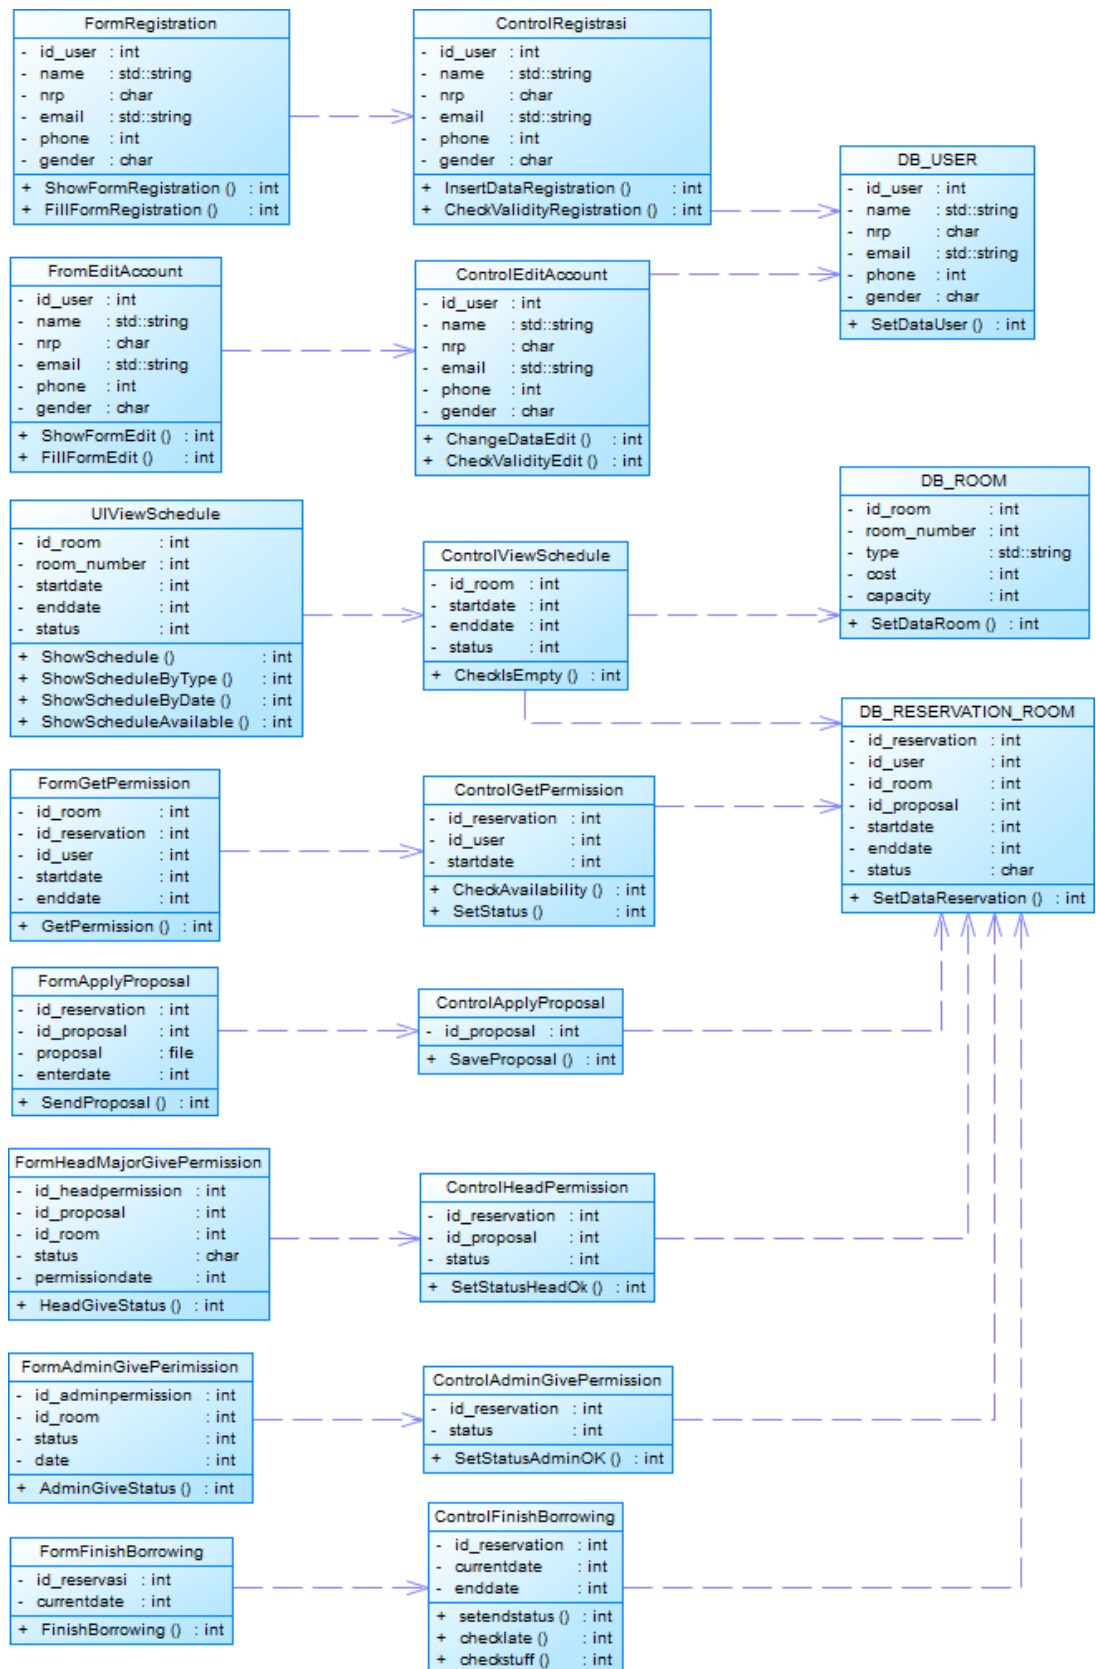 FormRegistration
- id_user : int
- name : std::string
- nrp : char
- email : std::string
- phone : int
- gender : char
+ ShowFormRegistration () : int
+ FillFormRegistration () : int
ControlRegistrasi
- id_user : int
- name : std::string
- nrp : char
- email : std::string
- phone : int
- gender : char
+ InsertDataRegistration () : int
+ CheckValidityRegistration () : int
DB_USER
- id_user : int
- name : std::string
- nrp : char
- email : std::string
- phone : int
- gender : char
+ SetDataUser () : int
FromEditAccount
- id_user : int
- name : std::string
- nrp : char
- email : std::string
- phone : int
- gender : char
+ ShowFormEdit () : int
+ FillFormEdit () : int
ControlEditAccount
- id_user : int
- name : std::string
- nrp : char
- email : std::string
- phone : int
- gender : char
+ ChangeDataEdit () : int
+ CheckValidityEdit () : int
DB_ROOM
- id_room : int
- room_number : int
- type : std::string
- cost : int
- capacity : int
+ SetDataRoom () : int
UIViewSchedule
- id_room : int
- room_number : int
- startdate : int
- enddate : int
- status : int
+ ShowSchedule () : int
+ ShowScheduleByType () : int
+ ShowScheduleByDate () : int
+ ShowScheduleAvailable () : int
ControlViewSchedule
- id_room : int
- startdate : int
- enddate : int
- status : int
+ CheckIsEmpty () : int
DB_RESERVATION_ROOM
- id_reservation : int
- id_user : int
- id_room : int
- id_proposal : int
- startdate : int
- enddate : int
- status : char
+ SetDataReservation () : int
FormGetPermission
- id_room : int
- id_reservation : int
- id_user : int
- startdate : int
- enddate : int
+ GetPermission () : int
ControlGetPermission
- id_reservation : int
- id_user : int
- startdate : int
+ CheckAvailability () : int
+ SetStatus () : int
FormApplyProposal
- id_reservation : int
- id_proposal : int
- proposal : file
- enterdate : int
+ SendProposal () : int
ControlApplyProposal
- id_proposal : int
+ SaveProposal () : int
FormHeadMajorGivePermission
- id_headpermission : int
- id_proposal : int
- id_room : int
- status : char
- permissiondate : int
+ HeadGiveStatus () : int
ControlHeadPermission
- id_reservation : int
- id_proposal : int
- status : int
+ SetStatusHeadOk () : int
FormAdminGivePerimission
- id_adminpermission : int
- id_room : int
- status : int
- date : int
+ AdminGiveStatus () : int
ControlAdminGivePermission
- id_reservation : int
- status : int
+ SetStatusAdminOK () : int
FormFinishBorrowing
- id_reservasi : int
- currentdate : int
+ FinishBorrowing () : int
ControlFinishBorrowing
- id_reservation : int
- currentdate : int
- enddate : int
+ setendstatus () : int
+ checklate () : int
+ checkstuff () : int